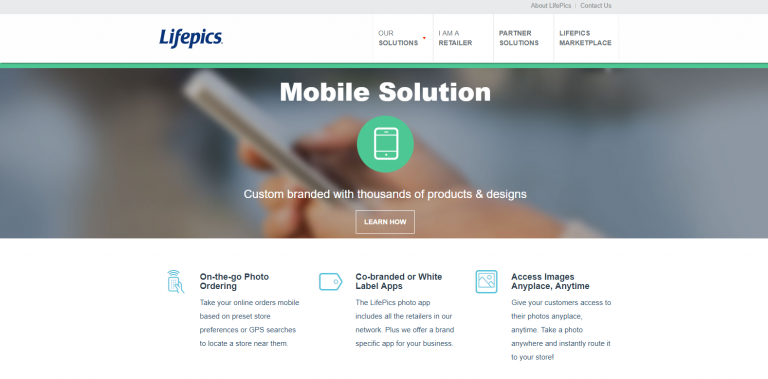 About LifePics | Contact Us
Lifepics.
OUR
SOLUTIONS
I AM A
RETAILER
PARTNER
SOLUTIONS
LIFEPICS
MARKETPLACE
Mobile Solution
Custom branded with thousands of products & designs
LEARN HOW
On-the-go Photo
Ordering
Take your online orders mobile
based on preset store
preferences or GPS searches
to locate a store near them.
Co-branded or White
Label Apps
The LifePics photo app
includes all the retailers in our
network. Plus we offer a brand
specific app for your business.
Access Images
Anyplace, Anytime
Give your customers access to
their photos anyplace,
anytime. Take a photo
anywhere and instantly route it
to your store!